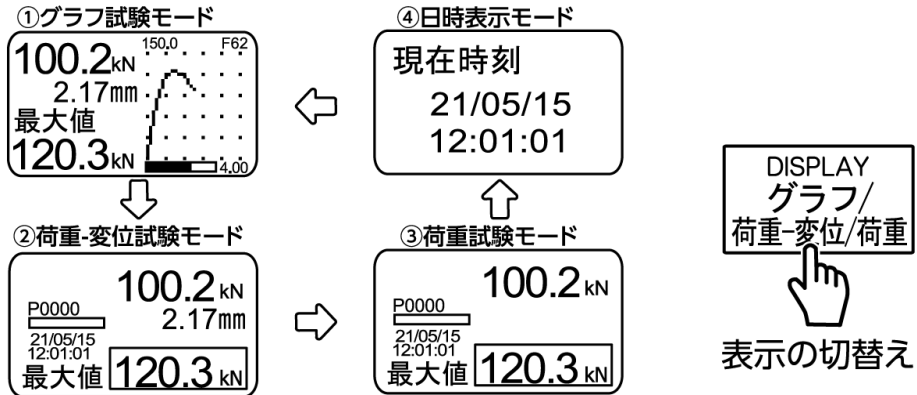 ①グラフ試験モード
100.2kN
2.17mm
最大値
120.3kN
150.0
F62
4.00
④日時表示モード
現在時刻
21/05/15
12:01:01
②荷重-変位試験モード
100.2kN
2.17mm
P0000
21/05/15
12:01:01
最大値 120.3kN
③荷重試験モード
100.2kN
P0000
21/05/15
12:01:01
最大値 120.3kN
DISPLAY
グラフ/
荷重-変位/荷重
表示の切替え